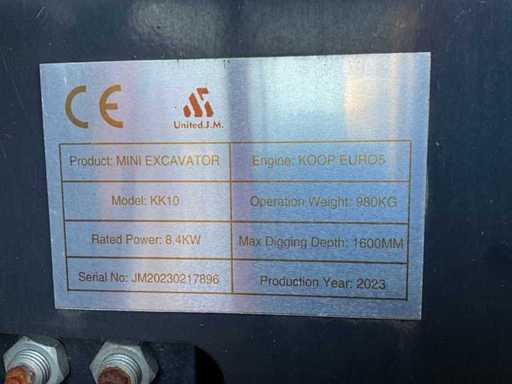 CE
United.J.M.
Product: MINI EXCAVATOR
Engine: KOOP EURO5
Model: KK10
Operation Weight: 980KG
Rated Power: 8.4KW
Max Digging Depth: 1600MM
Serial No: JM20230217896
Production Year: 2023